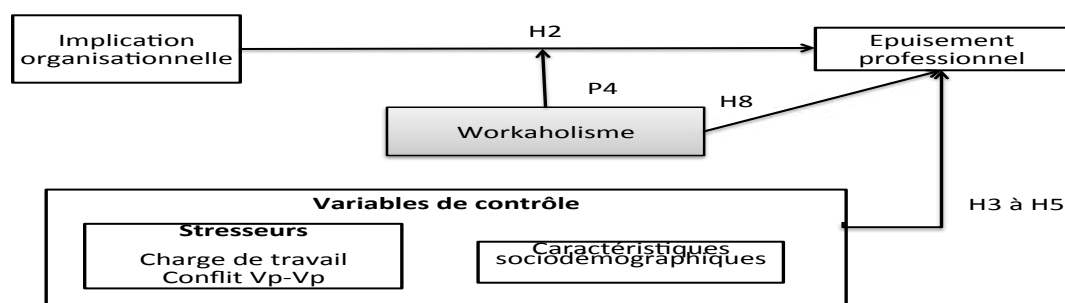 Implication
organisationnelle
H2
Epuisement
professionnel
P4
H8
Workaholisme
Variables de contrôle
H3 à H5
Stresseurs
Charge de travail
Conflit Vp-Vp
Caractéristiques
sociodémographiques